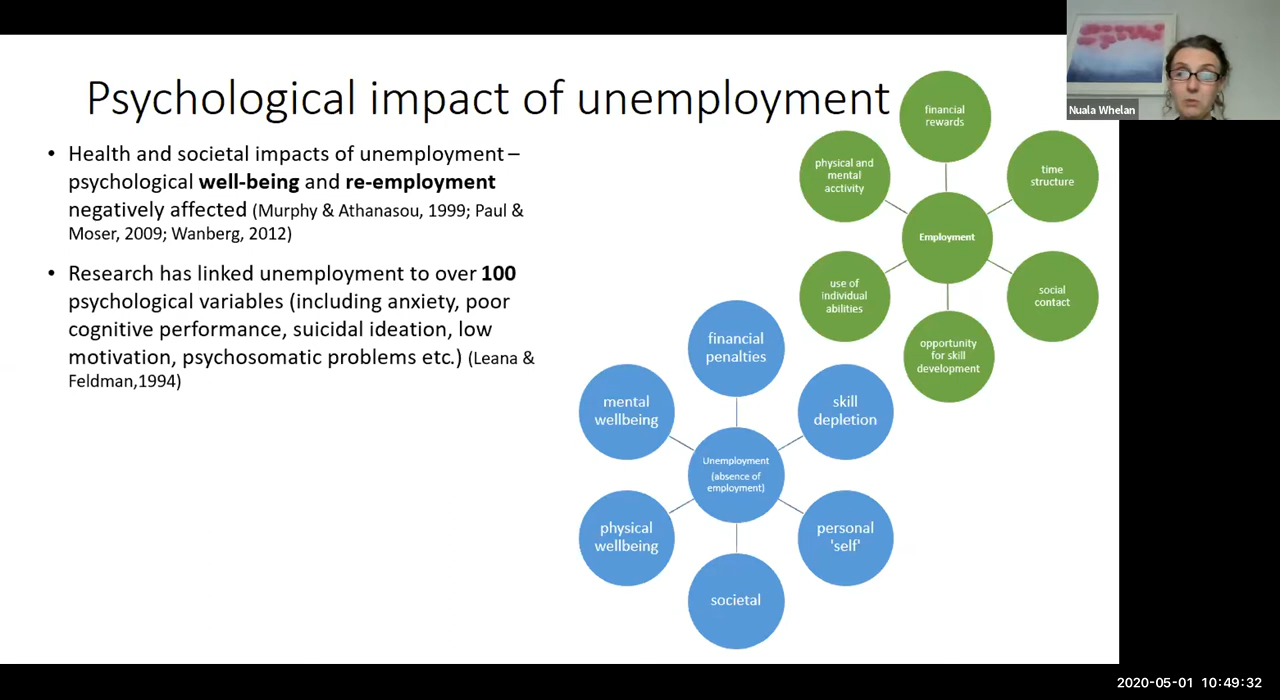 Psychological impact of unemployment
• Health and societal impacts of unemployment –
psychological well-being and re-employment
negatively affected (Murphy & Athanasou, 1999; Paul &
Moser, 2009; Wanberg, 2012)
• Research has linked unemployment to over 100
psychological variables (including anxiety, poor
cognitive performance, suicidal ideation, low
motivation, psychosomatic problems etc.) (Leana &
Feldman,1994)
financial
rewards
time
structure
social
contact
opportunity
for skill
development
use of
individual
abilities
physical and
mental
acctivity
Employment
financial
penalties
skill
depletion
personal
'self'
societal
physical
wellbeing
mental
wellbeing
Unemployment
(absence of
employment)
Nuala Whelan
2020-05-01 10:49:32